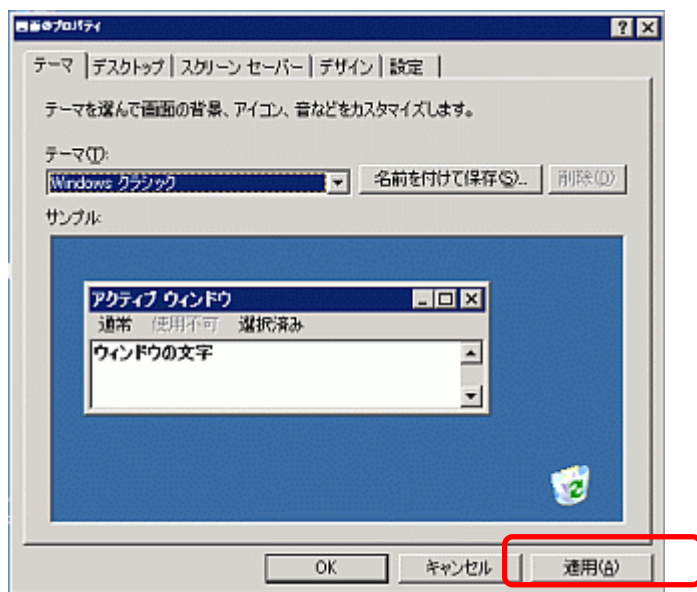 画面のプロパティ
テーマ デスクトップ スクリーン セーバー デザイン 設定
テーマを選んで画面の背景、アイコン、音などをカスタマイズします。
テーマ(T):
Windows クラシック 名前を付けて保存(S)... 削除(D)
サンプル:
アクティブ ウィンドウ
通常 使用不可 選択済み
ウィンドウの文字
OK キャンセル 適用(A)